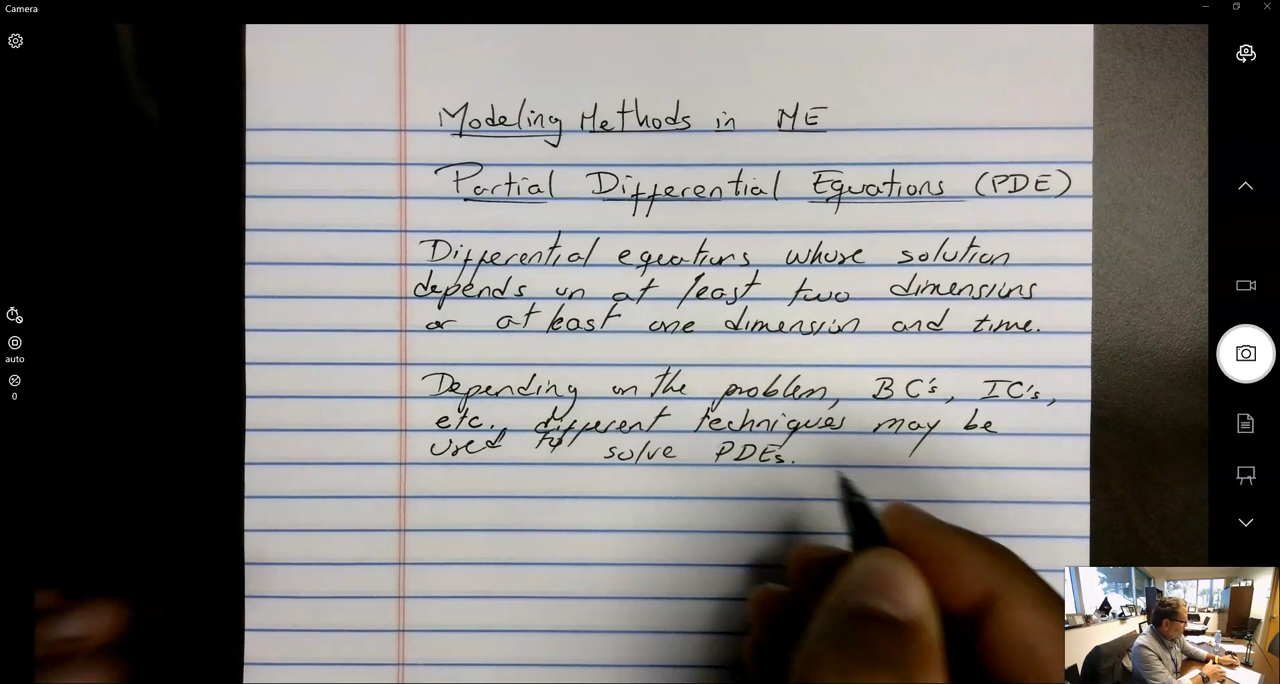 Camera
Modeling Methods in ME
Partial Differential Equations (PDE)
Differential equations whose solution
depends on at least two dimensions
or at least one dimension and time.
auto
0
Depending on the problem, BC's, IC's,
etc., different techniques may be
used to solve PDEs.